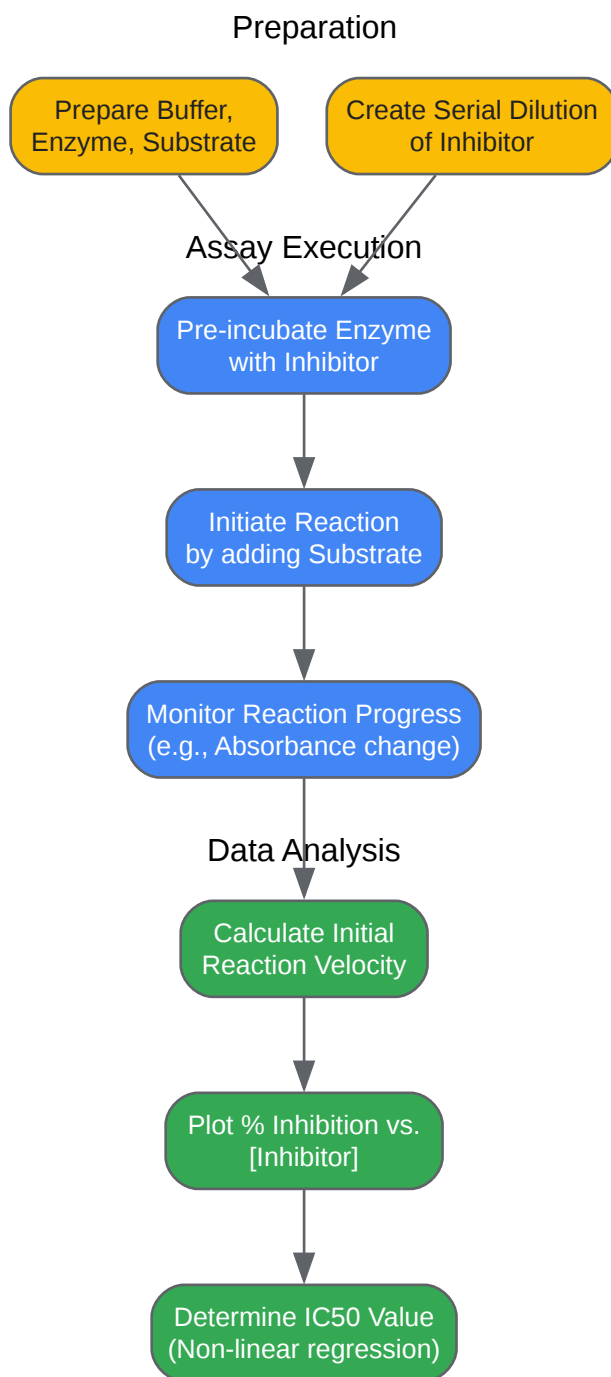 Preparation
Prepare Buffer,
Enzyme, Substrate
Create Serial Dilution
of Inhibitor
Assay Execution
Pre-incubate Enzyme
with Inhibitor
Initiate Reaction
by adding Substrate
Monitor Reaction Progress
(e.g., Absorbance change)
Data Analysis
Calculate Initial
Reaction Velocity
Plot % Inhibition vs.
[Inhibitor]
Determine IC50 Value
(Non-linear regression)